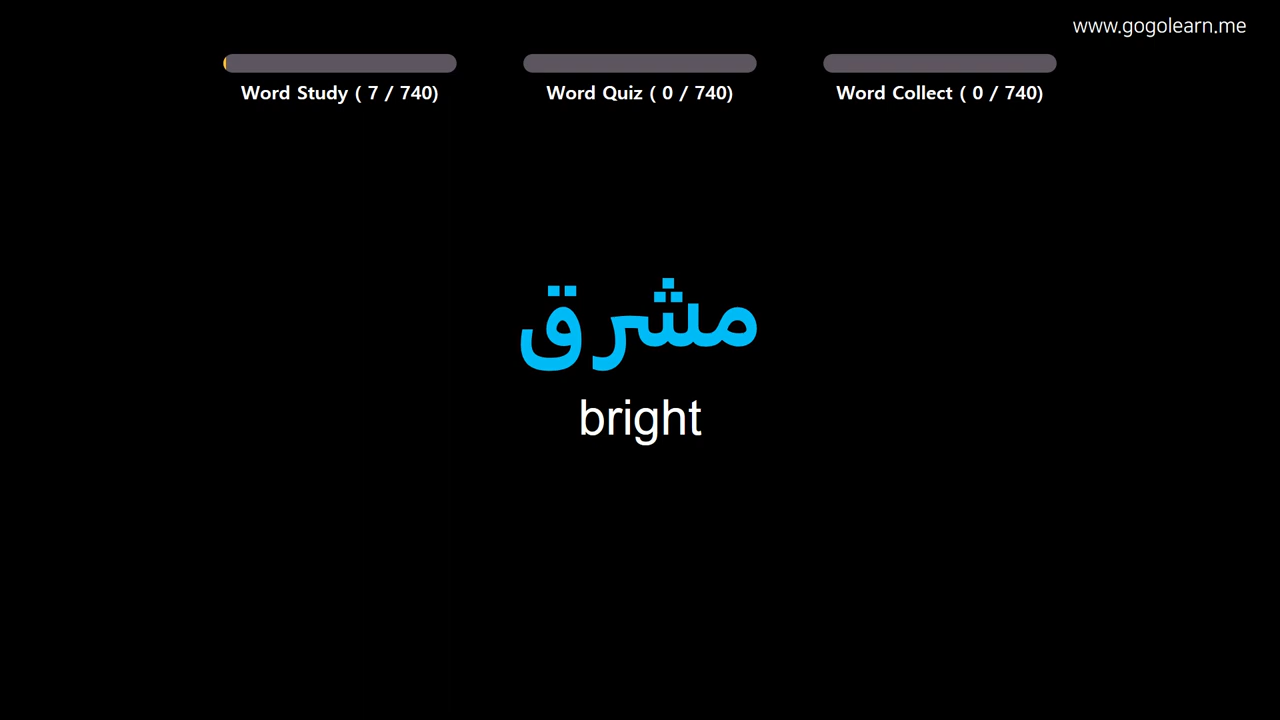 www.gogolearn.me
Word Study ( 7 / 740)
Word Quiz ( 0 / 740)
Word Collect ( 0 / 740)
مشرق
bright